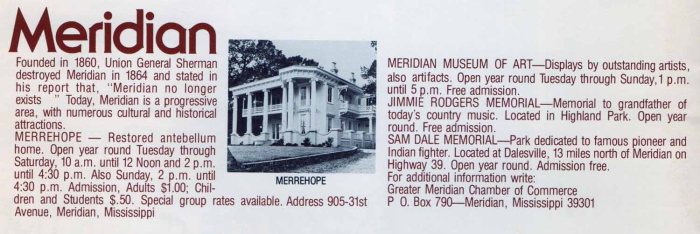 Meridian
Founded in 1860, Union General Sherman
destroyed Meridian in 1864 and stated in
his report that, "Meridian no longer
exists " Today, Meridian is a progressive
area, with numerous cultural and historical
attractions.
MERREHOPE — Restored antebellum
home. Open year round Tuesday through
Saturday, 10 a.m. until 12 Noon and 2 p.m.
until 4:30 p.m. Also Sunday, 2 p.m. until
4:30 p.m. Admission, Adults $1.00; Chil-
dren and Students $.50. Special group rates available. Address 905-31st
Avenue, Meridian, Mississippi
MERREHOPE
MERIDIAN MUSEUM OF ART—Displays by outstanding artists,
also artifacts. Open year round Tuesday through Sunday, 1 p.m.
until 5 p.m. Free admission.
JIMMIE RODGERS MEMORIAL—Memorial to grandfather of
today's country music. Located in Highland Park. Open year
round. Free admission.
SAM DALE MEMORIAL—Park dedicated to famous pioneer and
Indian fighter. Located at Dalesville, 13 miles north of Meridian on
Highway 39. Open year round. Admission free.
For additional information write:
Greater Meridian Chamber of Commerce
P O. Box 790—Meridian, Mississippi 39301